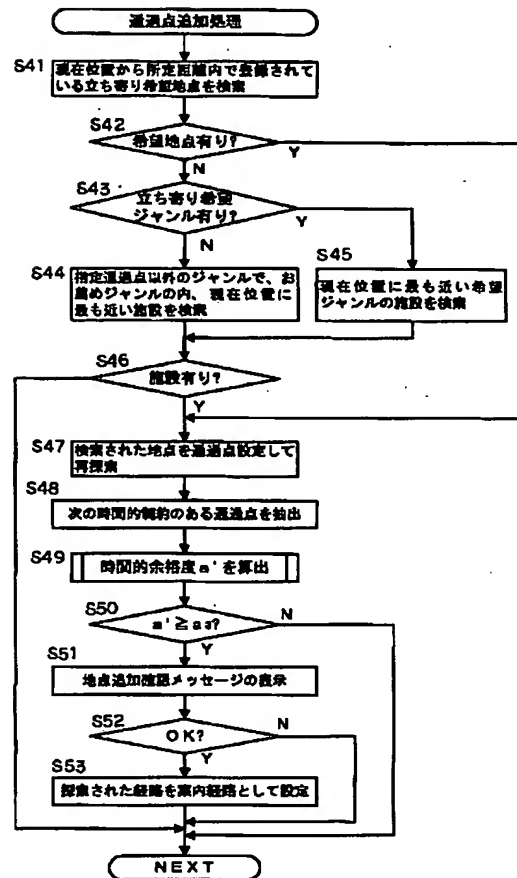 通過点追加処理
S41
現在位置から所定距離内で登録されて
いる立ち寄り希望地点を検索
S42
希望地点有り?
Y
N
S43
立ち寄り希望
ジャンル有り?
Y
N
S44
指定通過点以外のジャンルで、お
薦めジャンルの内、現在位置に
最も近い施設を検索
S45
現在位置に最も近い希望
ジャンルの施設を検索
S46
施設有り?
Y
S47
検索された地点を通過点設定して
再探索
S48
次の時間的制約のある通過点を抽出
S49
時間的余裕度m'を算出
S50
N
Y
S51
地点追加確認メッセージの表示
S52
OK?
N
Y
S53
探索された経路を案内経路として設定
NEXT